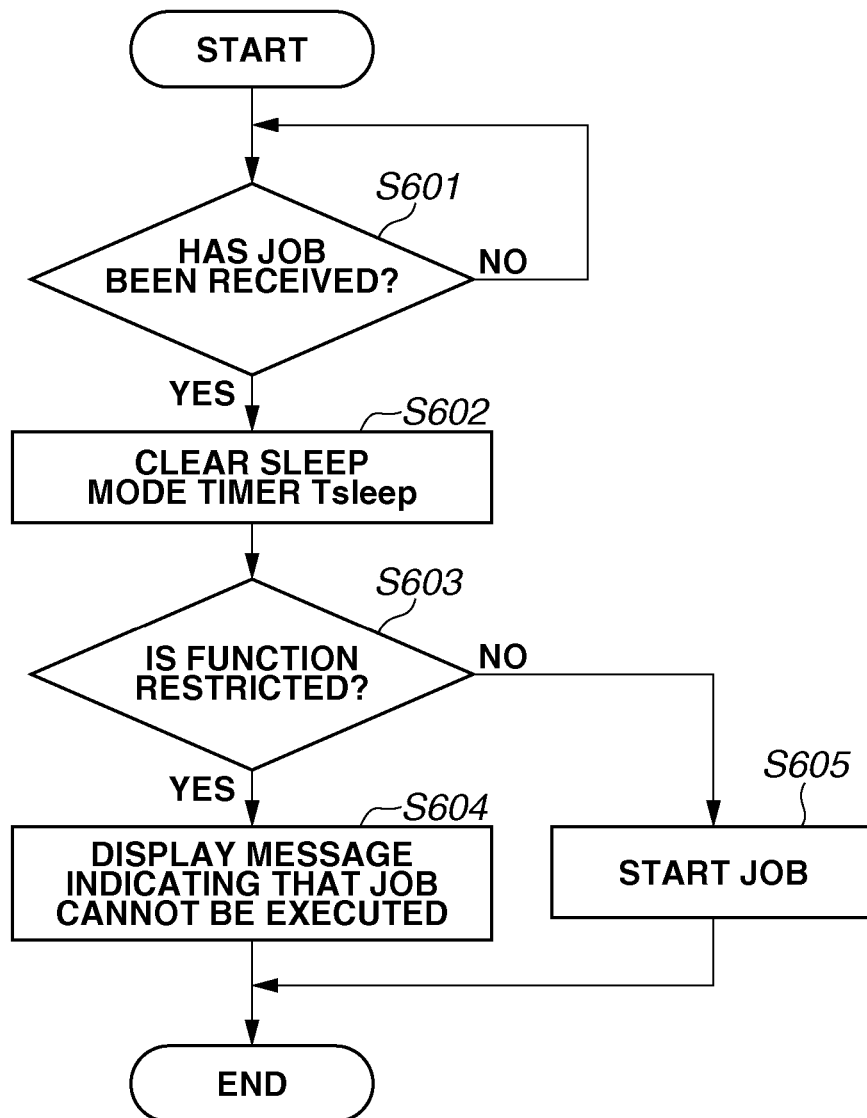 START
S601
HAS JOB
BEEN RECEIVED?
NO
YES
S602
CLEAR SLEEP
MODE TIMER Tsleep
S603
IS FUNCTION
RESTRICTED?
NO
YES
S604
DISPLAY MESSAGE
INDICATING THAT JOB
CANNOT BE EXECUTED
S605
START JOB
END